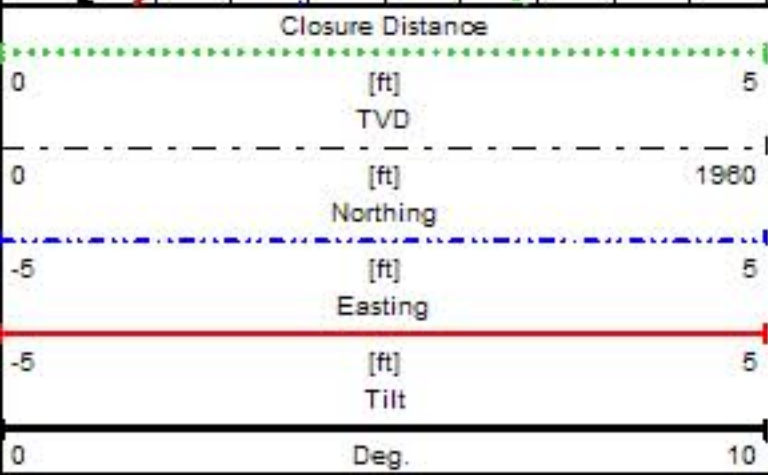 Closure Distance
0 [ft] 5
TVD
0 [ft] 1960
Northing
-5 [ft] 5
Easting
-5 [ft] 5
Tilt
0 Deg. 10